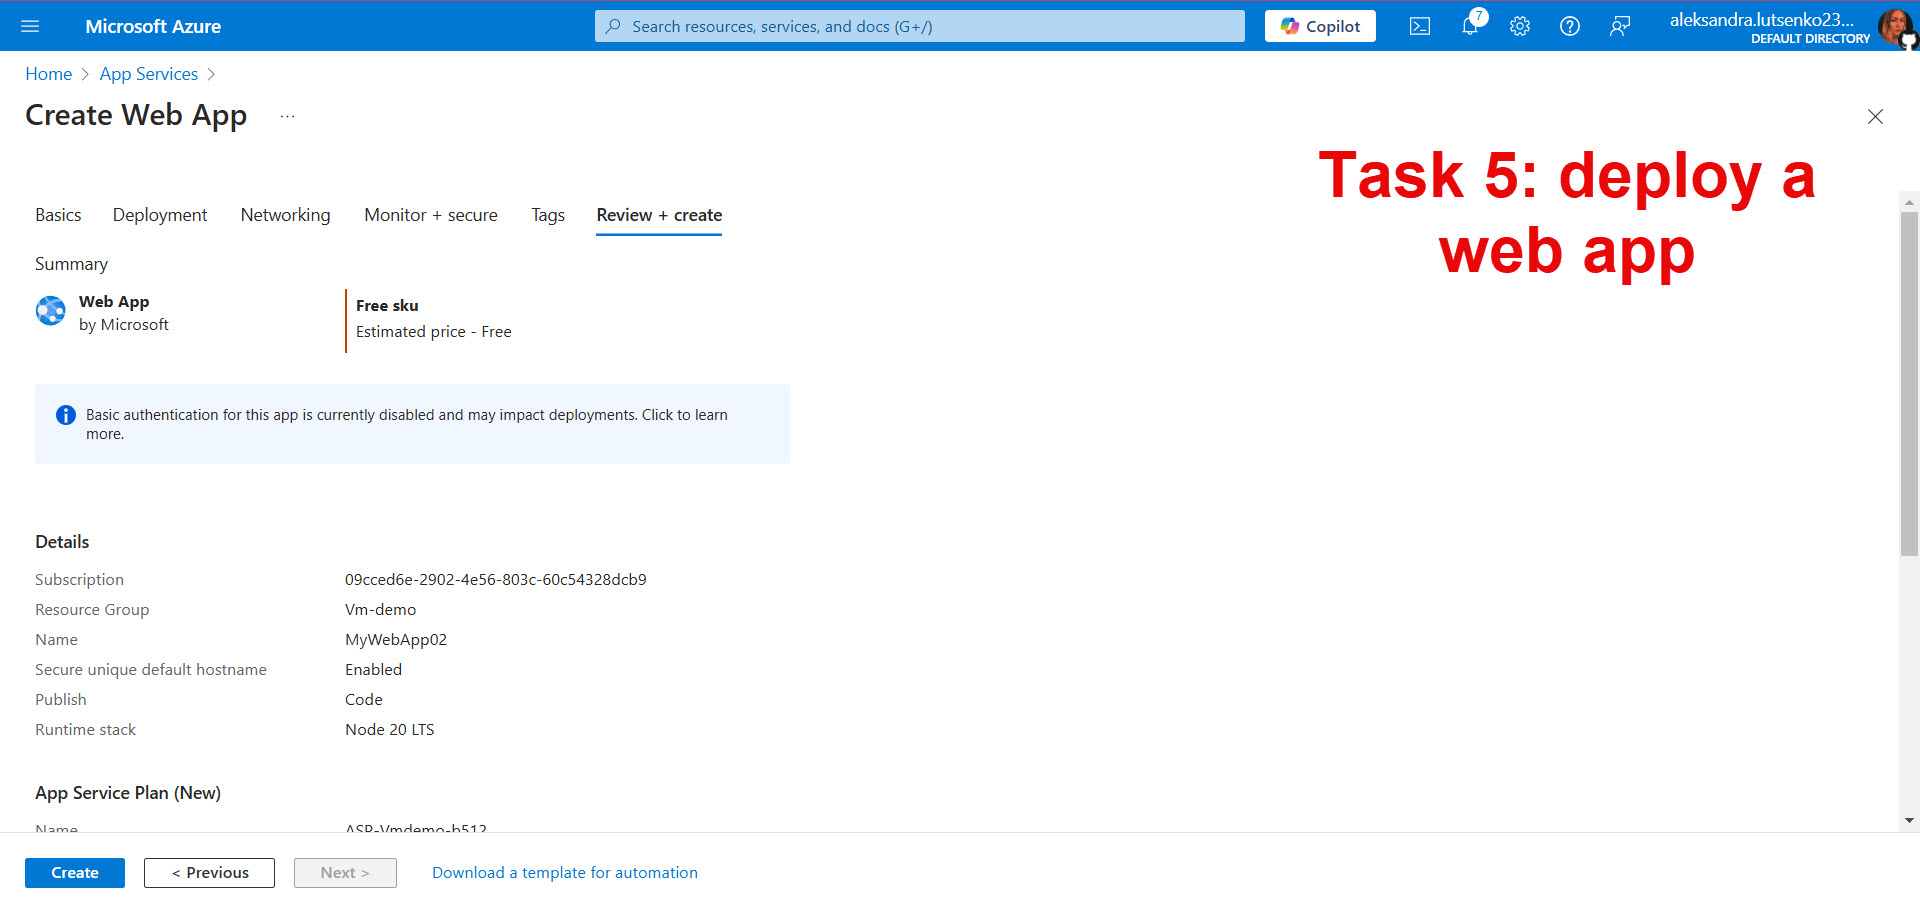 Microsoft Azure
Search resources, services, and docs (G+/)
Copilot
7
aleksandra.lutsenko23...
DEFAULT DIRECTORY
Home > App Services >
Create Web App ...
Task 5: deploy a
web app
Basics Deployment Networking Monitor + secure Tags Review + create
Summary
Web App
by Microsoft
Free sku
Estimated price - Free
Basic authentication for this app is currently disabled and may impact deployments. Click to learn
more.
Details
Subscription 09cced6e-2902-4e56-803c-60c54328dcb9
Resource Group Vm-demo
Name MyWebApp02
Secure unique default hostname Enabled
Publish Code
Runtime stack Node 20 LTS
App Service Plan (New)
Name ASP-Vmdemo-b512
Create < Previous Next > Download a template for automation